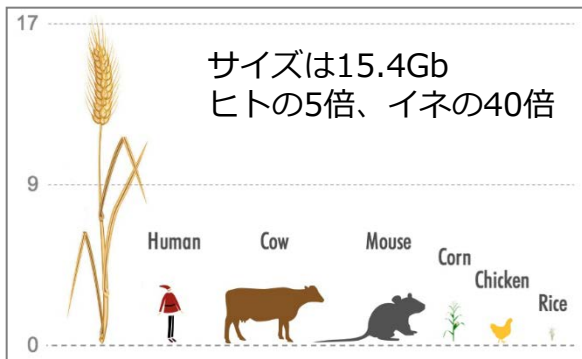 17
サイズは15.4Gb
ヒトの5倍、イネの40倍
9
Human
Cow
Mouse
Corn
Chicken
Rice
0